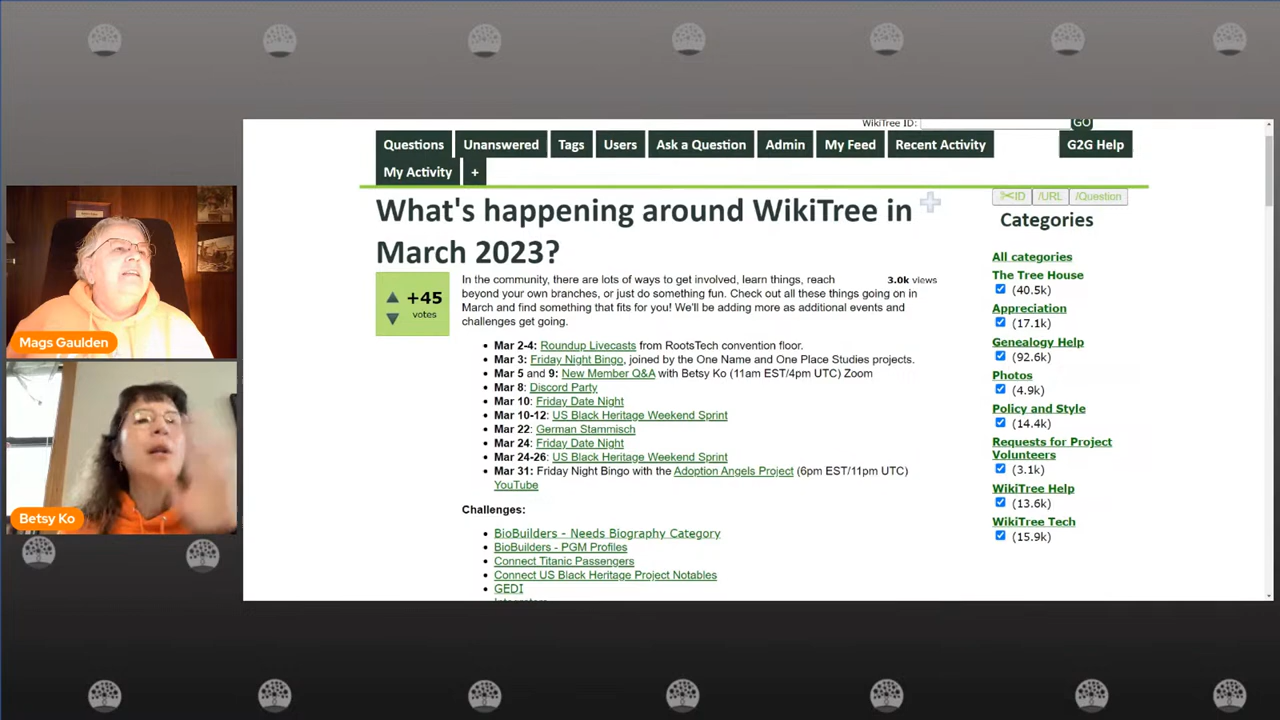 WikiTree ID:
GO
Questions
Unanswered
Tags
Users
Ask a Question
Admin
My Feed
Recent Activity
G2G Help
My Activity
+
What's happening around WikiTree in
March 2023?
+45
votes
In the community, there are lots of ways to get involved, learn things, reach
3.0k views
beyond your own branches, or just do something fun. Check out all these things going on in
March and find something that fits for you! We'll be adding more as additional events and
challenges get going.
Mar 2-4: Roundup Livecasts from RootsTech convention floor.
Mar 3: Friday Night Bingo, joined by the One Name and One Place Studies projects.
Mar 5 and 9: New Member Q&A with Betsy Ko (11am EST/4pm UTC) Zoom
Mar 8: Discord Party
Mar 10: Friday Date Night
Mar 10-12: US Black Heritage Weekend Sprint
Mar 22: German Stammisch
Mar 24: Friday Date Night
Mar 24-26: US Black Heritage Weekend Sprint
Mar 31: Friday Night Bingo with the Adoption Angels Project (6pm EST/11pm UTC)
YouTube
Challenges:
BioBuilders - Needs Biography Category
BioBuilders - PGM Profiles
Connect Titanic Passengers
Connect US Black Heritage Project Notables
GEDI
ID
/URL
/Question
Categories
All categories
The Tree House
(40.5k)
Appreciation
(17.1k)
Genealogy Help
(92.6k)
Photos
(4.9k)
Policy and Style
(14.4k)
Requests for Project
Volunteers
(3.1k)
WikiTree Help
(13.6k)
WikiTree Tech
(15.9k)
Mags Gaulden
Betsy Ko